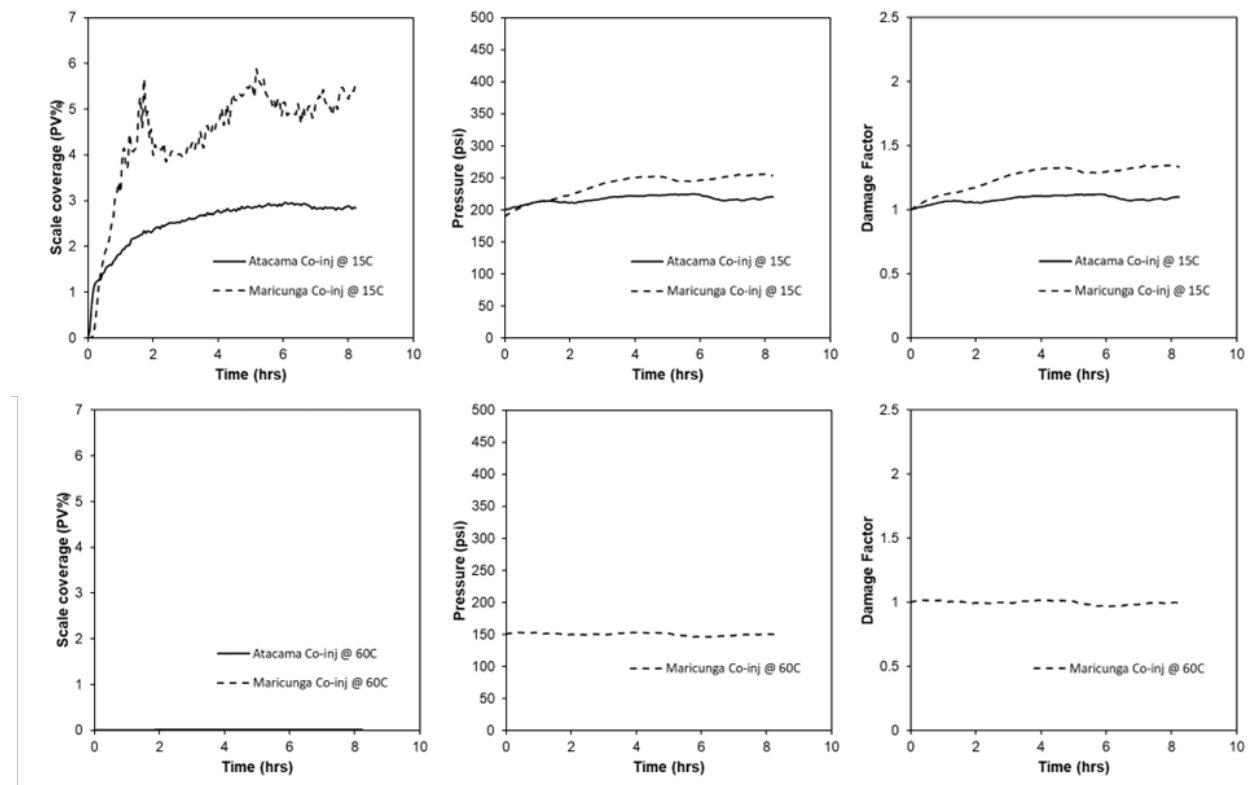 7
6
5
4
3
2
1
0
Scale coverage (PV%)
Atacama Co-inj @ 15C
Maricunga Co-inj @ 15C
0 2 4 6 8 10
Time (hrs)
500
450
400
350
300
250
200
150
100
50
0
Pressure (psi)
Atacama Co-inj @ 15C
Maricunga Co-inj @ 15C
0 2 4 6 8 10
Time (hrs)
2.5
2
1.5
1
0.5
0
Damage Factor
Atacama Co-inj @ 15C
Maricunga Co-inj @ 15C
0 2 4 6 8 10
Time (hrs)
7
6
5
4
3
2
1
0
Scale coverage (PV%)
Atacama Co-inj @ 60C
Maricunga Co-inj @ 60C
0 2 4 6 8 10
Time (hrs)
500
450
400
350
300
250
200
150
100
50
0
Pressure (psi)
Maricunga Co-inj @ 60C
0 2 4 6 8 10
Time (hrs)
2.5
2
1.5
1
0.5
0
Damage Factor
Maricunga Co-inj @ 60C
0 2 4 6 8 10
Time (hrs)